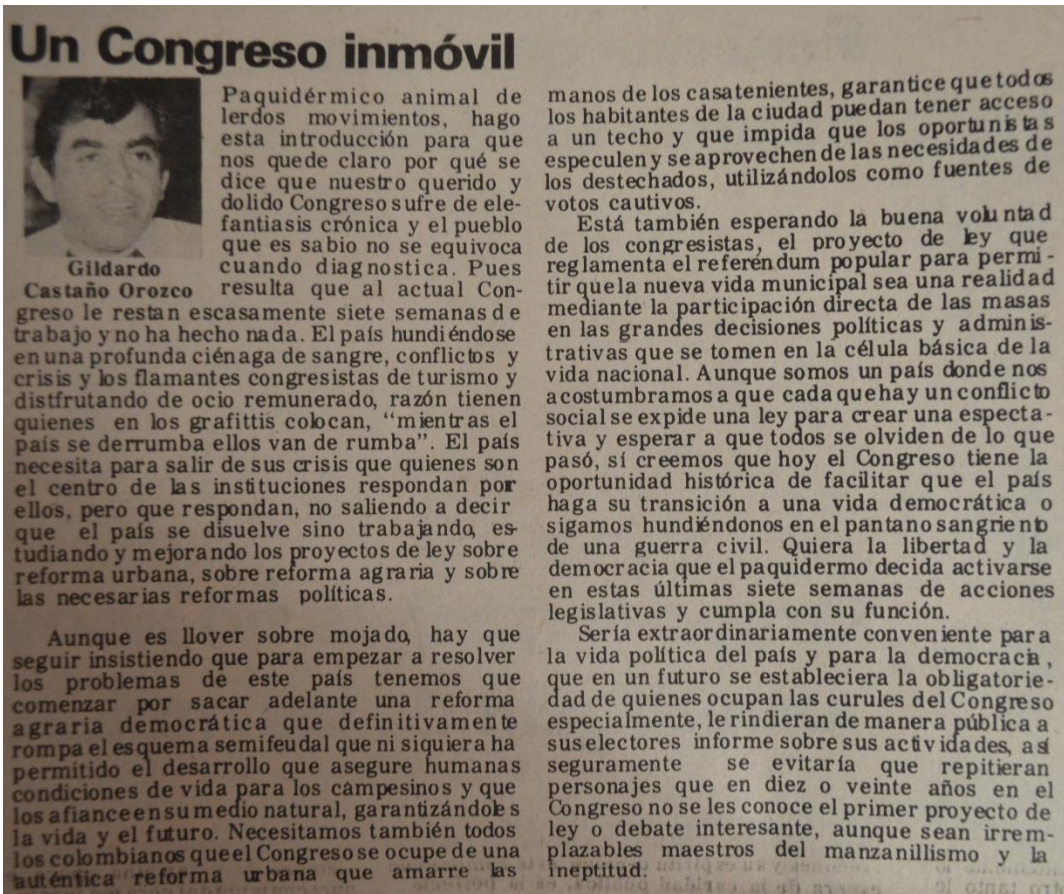 Un Congreso inmóvil
Gildardo
Castaño Orozco
Paquidérmico animal de
lerdos movimientos, hago
esta introducción para que
nos quede claro por qué se
dice que nuestro querido y
dolido Congreso sufre de ele-
fantiasis crónica y el pueblo
que es sabio no se equivoca
cuando diagnostica. Pues
resulta que al actual Con-
greso le restan escasamente siete semanas de
trabajo y no ha hecho nada. El país hundiéndose
en una profunda ciénaga de sangre, conflictos y
crisis y los flamantes congresistas de turismo y
distfrutando de ocio remunerado, razón tienen
quienes en los grafittis colocan, “mientras el
país se derrumba ellos van de rumba”. El país
necesita para salir de sus crisis que quienes son
el centro de las instituciones respondan por
ellos, pero que respondan, no saliendo a decir
que el país se disuelve sino trabajando, es-
tudiando y mejorando los proyectos de ley sobre
reforma urbana, sobre reforma agraria y sobre
las necesarias reformas políticas.
Aunque es llover sobre mojado, hay que
seguir insistiendo que para empezar a resolver
los problemas de este país tenemos que
comenzar por sacar adelante una reforma
agraria democrática que definitivamente
rompa el esquema semifeudal que ni siquiera ha
permitido el desarrollo que asegure humanas
condiciones de vida para los campesinos y que
los afiance en su medio natural, garantizándoles
la vida y el futuro. Necesitamos también todos
los colombianos que el Congreso se ocupe de una
auténtica reforma urbana que amarre las
manos de los casatenientes, garantice que todos
los habitantes de la ciudad puedan tener acceso
a un techo y que impida que los oportunistas
especulen y se aprovechen de las necesidades de
los destechados, utilizándolos como fuentes de
votos cautivos.
Está también esperando la buena voluntad
de los congresistas, el proyecto de ley que
reglamenta el referéndum popular para permi-
tir que la nueva vida municipal sea una realidad
mediante la participación directa de las masas
en las grandes decisiones políticas y adminis-
trativas que se tomen en la célula básica de la
vida nacional. Aunque somos un país donde nos
acostumbramos a que cada que hay un conflicto
social se expide una ley para crear una espectа-
tiva y esperar a que todos se olviden de lo que
pasó, sí creemos que hoy el Congreso tiene la
oportunidad histórica de facilitar que el país
haga su transición a una vida democrática o
sigamos hundiéndonos en el pantano sangriento
de una guerra civil. Quiera la libertad y la
democracia que el paquidermo decida activarse
en estas últimas siete semanas de acciones
legislativas y cumpla con su función.
Sería extraordinariamente conveniente para
la vida política del país y para la democracia,
que en un futuro se estableciera la obligatorie-
dad de quienes ocupan las curules del Congreso
especialmente, le rindieran de manera pública a
sus electores informe sobre sus actividades, así
seguramente se evitaría que repitieran
personajes que en diez o veinte años en el
Congreso no se les conoce el primer proyecto de
ley o debate interesante, aunque sean irrem-
plazables maestros del manzanillismo y la
ineptitud.